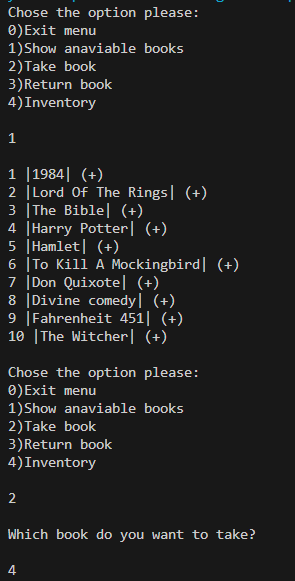 Chose the option please:
0)Exit menu
1)Show anaviable books
2)Take book
3)Return book
4)Inventory
1
1 |1984| (+)
2 |Lord Of The Rings| (+)
3 |The Bible| (+)
4 |Harry Potter| (+)
5 |Hamlet| (+)
6 |To Kill A Mockingbird| (+)
7 |Don Quixote| (+)
8 |Divine comedy| (+)
9 |Fahrenheit 451| (+)
10 |The Witcher| (+)
Chose the option please:
0)Exit menu
1)Show anaviable books
2)Take book
3)Return book
4)Inventory
2
Which book do you want to take?
4